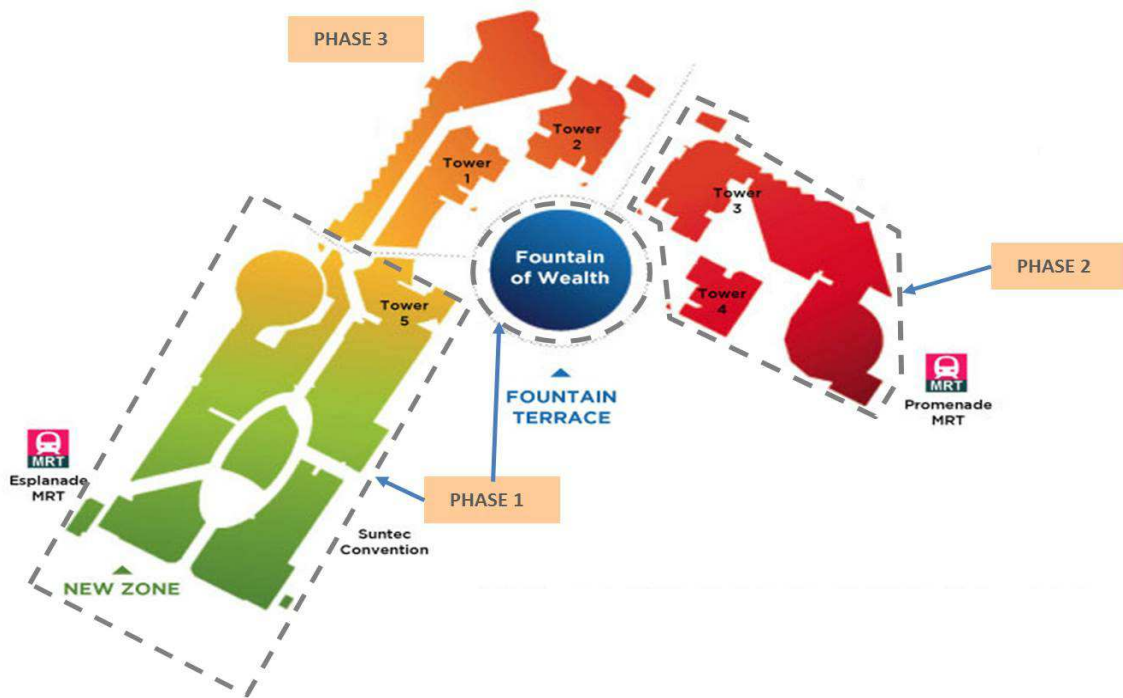 PHASE 3
Tower
2
Tower
1
Tower
3
Fountain
of Wealth
PHASE 2
Tower
4
Tower
5
FOUNTAIN
TERRACE
MRT
Promenade
MRT
MRT
Esplanade
MRT
PHASE 1
Suntec
Convention
NEW ZONE